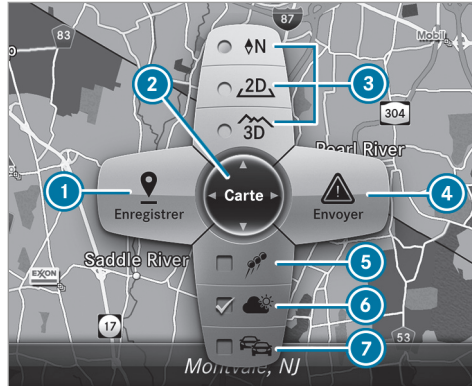 87
83
N
Mobil
2
2D
3
304
3D
Pearl River
1
Carte
4
Enregistrer
Envoyer
Saddle River
5
EXON
6
17
53
7
Montvale, NJ